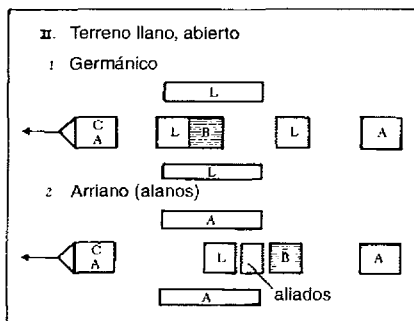 II. Terreno llano, abierto
1 Germánico
L
C A L B L A
L
2 Arriano (alanos)
A
C A L B A
A
aliados